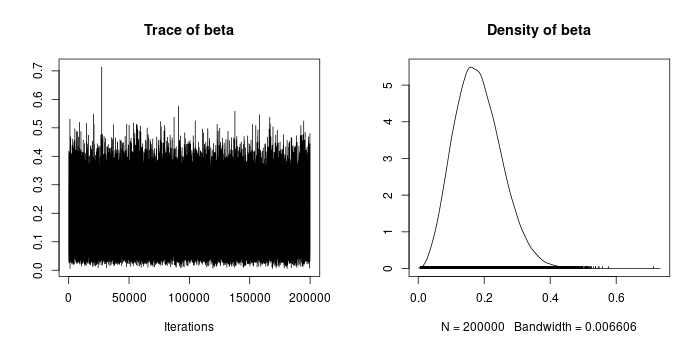 Trace of beta
0.0 0.1 0.2 0.3 0.4 0.5 0.6 0.7
0 50000 100000 150000 200000
Iterations
Density of beta
0 1 2 3 4 5
0.0 0.2 0.4 0.6
N = 200000 Bandwidth = 0.006606